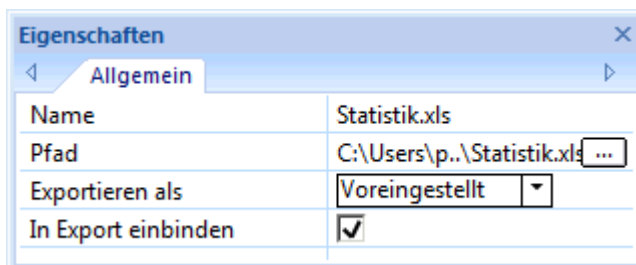 Eigenschaften
Allgemein
Name Statistik.xls
Pfad C:\Users\p..\Statistik.xls ...
Exportieren als Voreingestellt
In Export einbinden